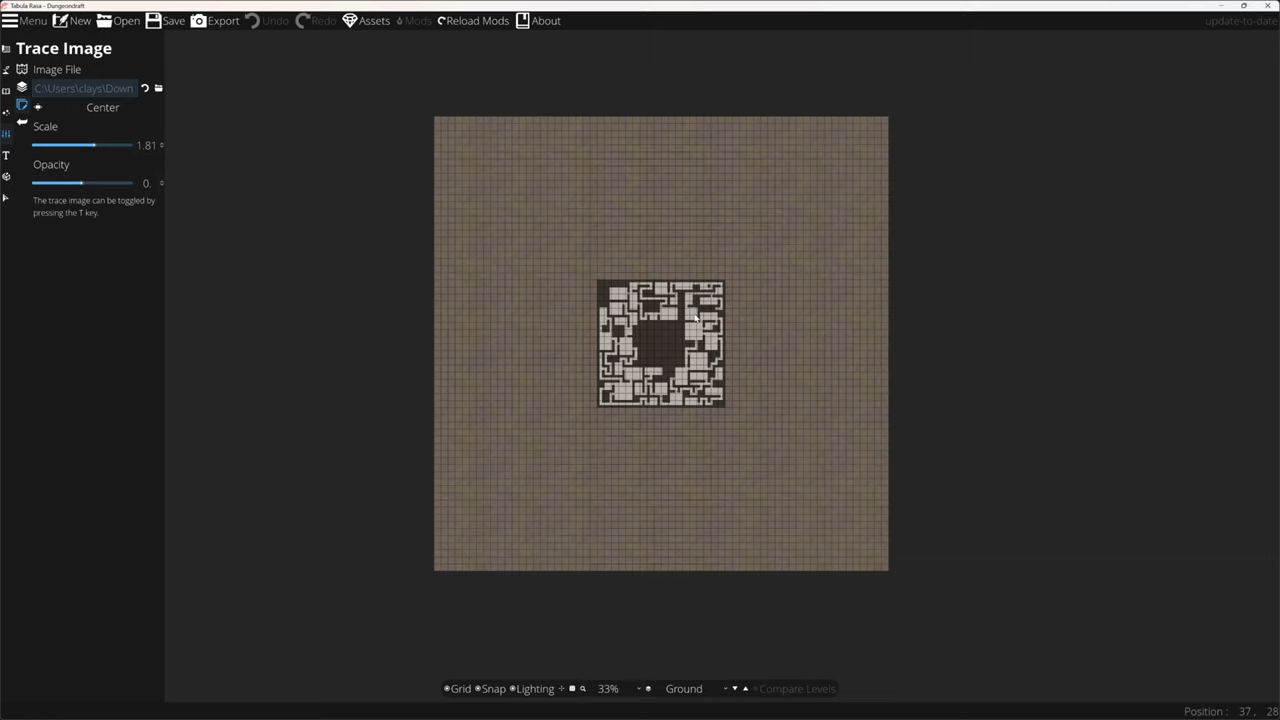 Tabula Rasa - Dungeondraft
Menu New Open Save Export Undo Redo Assets Mods Reload Mods About update-to-date
Trace Image
Image File
C:\Users\clays\Down
Center
Scale
1.81
Opacity
0.
The trace image can be toggled by
pressing the T key.
Grid Snap Lighting 33% Ground Compare Levels
Position : 37, 28